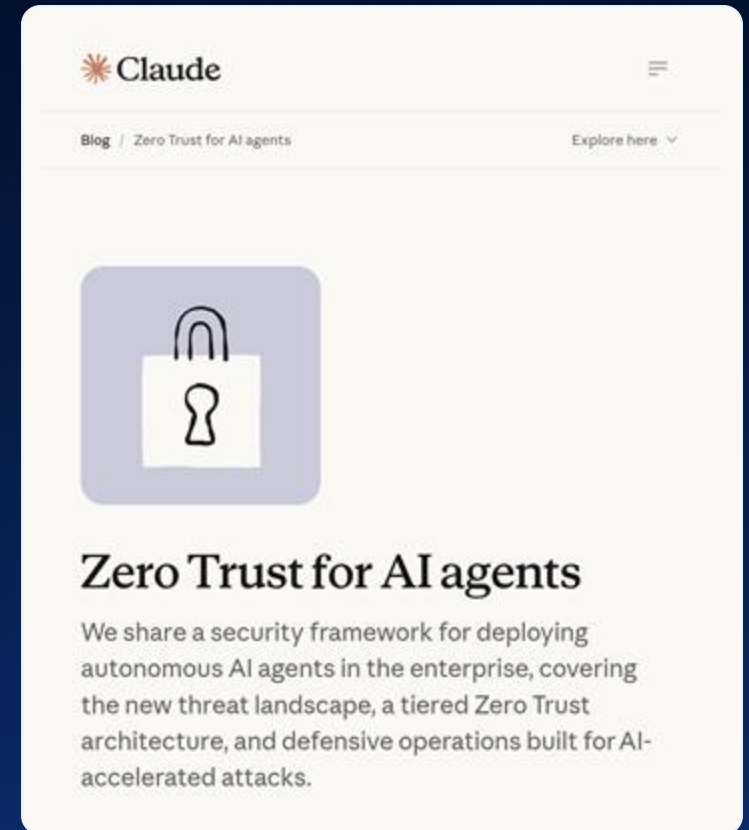 Claude
Blog / Zero Trust for AI agents
Explore here
Zero Trust for AI agents
We share a security framework for deploying
autonomous AI agents in the enterprise, covering
the new threat landscape, a tiered Zero Trust
architecture, and defensive operations built for AI-
accelerated attacks.